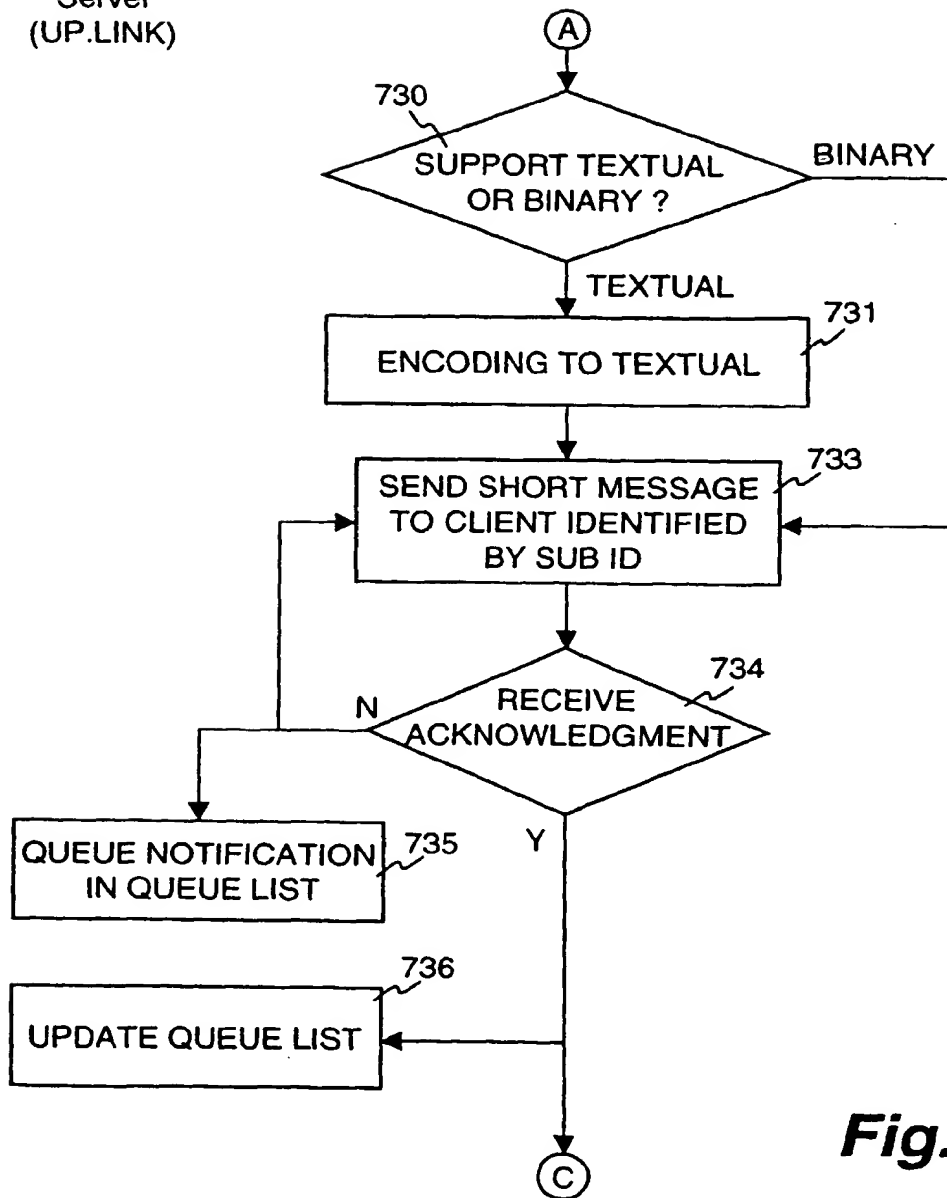 Server
(UP.LINK)
A
730
SUPPORT TEXTUAL
OR BINARY ?
BINARY
TEXTUAL
731
ENCODING TO TEXTUAL
733
SEND SHORT MESSAGE
TO CLIENT IDENTIFIED
BY SUB ID
734
RECEIVE
ACKNOWLEDGMENT
N
Y
735
QUEUE NOTIFICATION
IN QUEUE LIST
736
UPDATE QUEUE LIST
C
Fig.